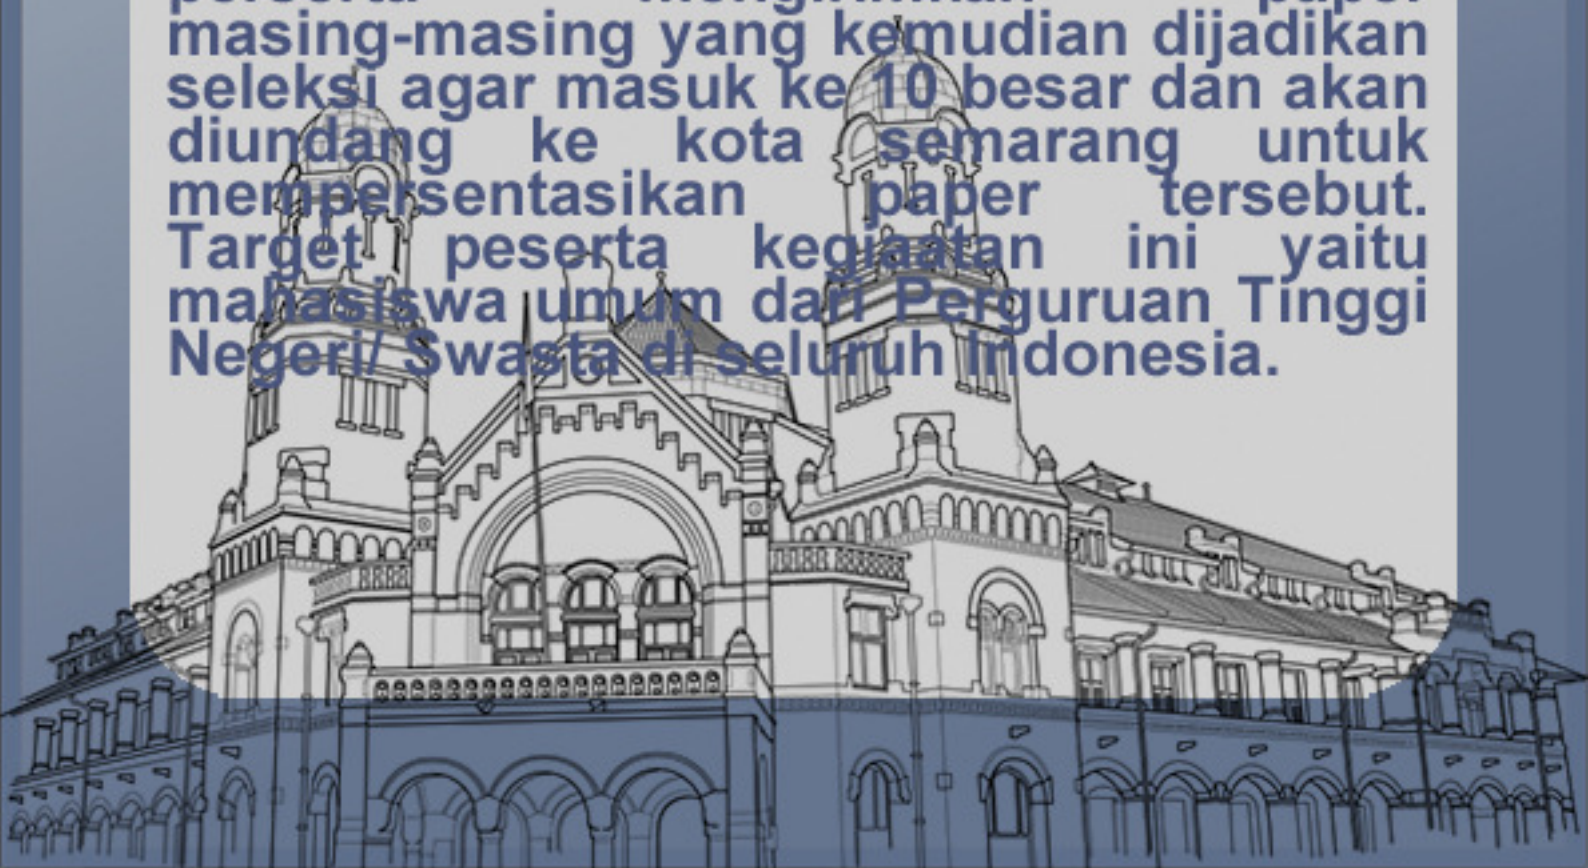 masing-masing yang kemudian dijadikan
seleksi agar masuk ke 10 besar dan akan
diundang ke kota semarang untuk
mempersentasikan paper tersebut.
Target peserta kegiaatan ini yaitu
mahasiswa umum dari Perguruan Tinggi
Negeri/ Swasta di seluruh Indonesia.